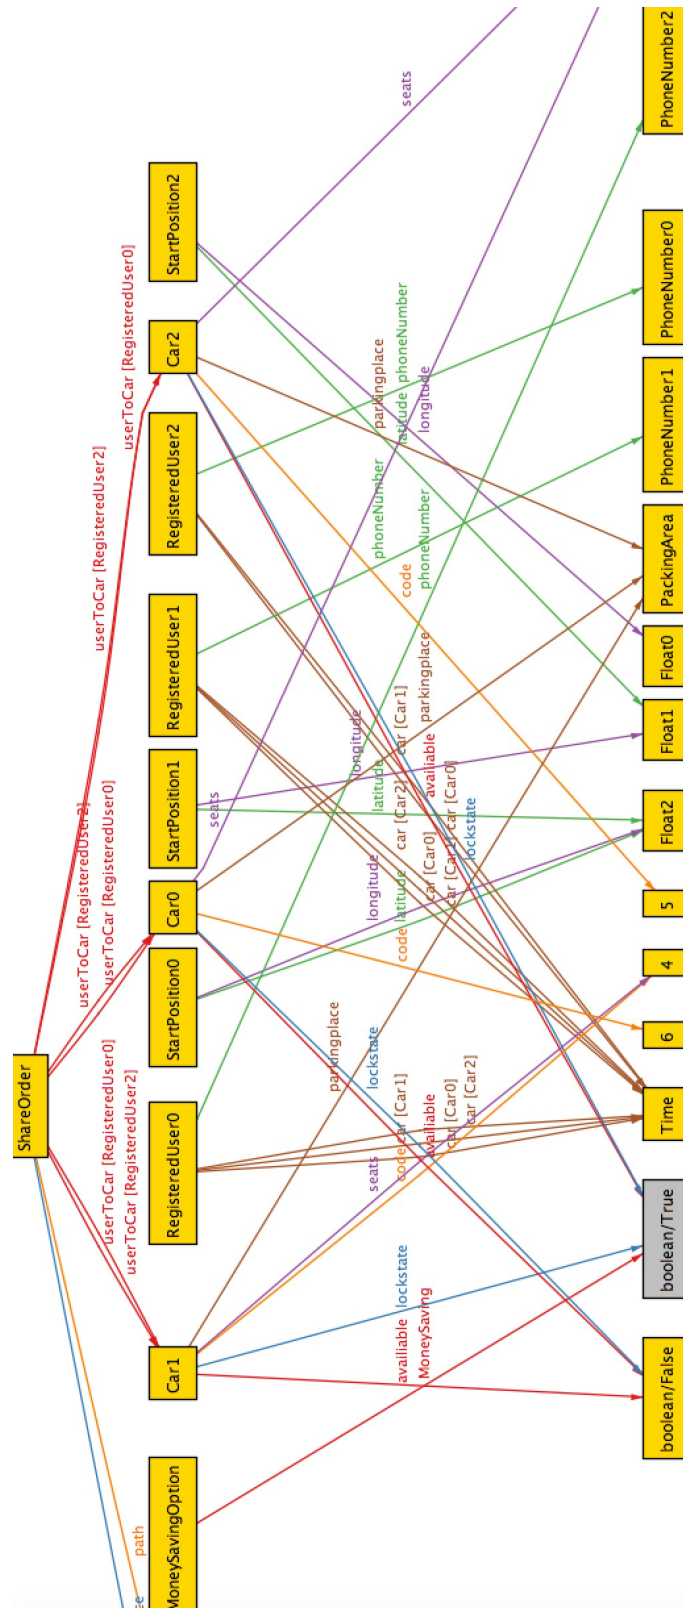 ShareOrder
userToCar [RegisteredUser0]
userToCar [RegisteredUser2]
userToCar [RegisteredUser2]
userToCar [RegisteredUser0]
userToCar [RegisteredUser0]
userToCar [RegisteredUser2]
path
MoneySavingOption
Car1
RegisteredUser0
StartPosition0
Car0
StartPosition1
RegisteredUser1
RegisteredUser2
Car2
StartPosition2
seats
seats
parkingplace
longitude
lockstate
seats
longitude
latitude
phoneNumber
parkingplace
availiable
lockstate
code
car [Car1]
code
latitude
car [Car2]
car [Car1]
code
latitude
phoneNumber
seats
MoneySaving
availiable
car [Car0]
availiable
parkingplace
phoneNumber
longitude
car [Car0]
car [Car1]
car [Car0]
car [Car2]
lockstate
boolean/False
boolean/True
Time
6
4
5
Float2
Float1
Float0
PackingArea
PhoneNumber1
PhoneNumber0
PhoneNumber2